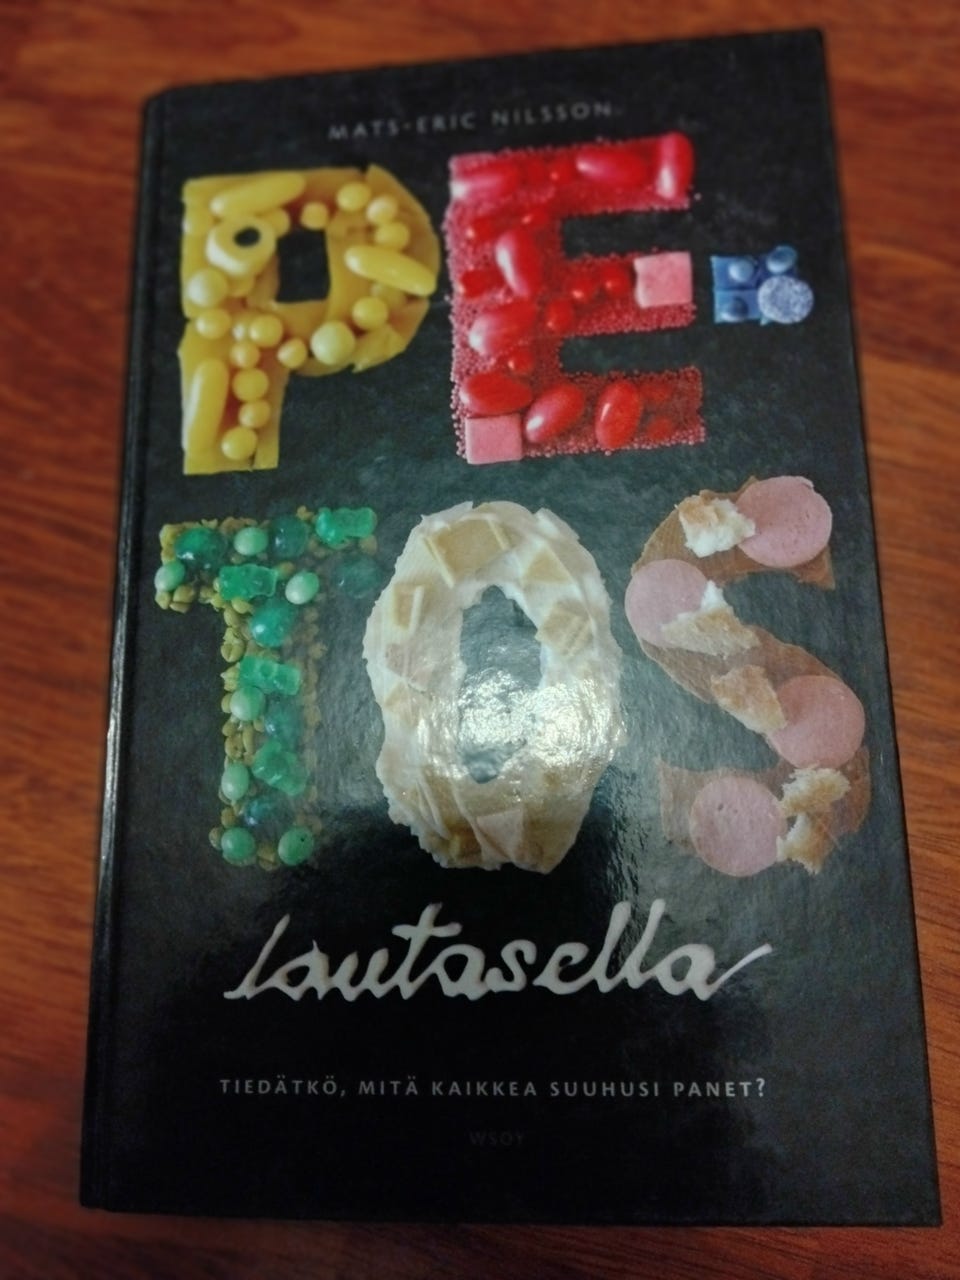 MATS-ERIC NILSSON
PE-
TOS
lautasella
TIEDÄTKÖ, MITÄ KAIKKEA SUUHUSI PANET?
WSOY